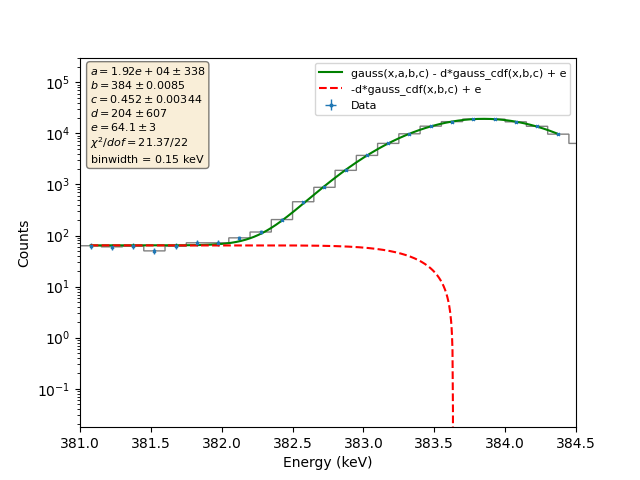 a = 1.92e + 04 ± 338
b = 384 ± 0.0085
c = 0.452 ± 0.00344
d = 204 ± 607
e = 64.1 ± 3
χ²/dof = 21.37/22
binwidth = 0.15 keV
gauss(x,a,b,c) - d*gauss_cdf(x,b,c) + e
-d*gauss_cdf(x,b,c) + e
Data
10⁵
10⁴
10³
10²
10¹
10⁰
10⁻¹
Counts
381.0 381.5 382.0 382.5 383.0 383.5 384.0 384.5
Energy (keV)